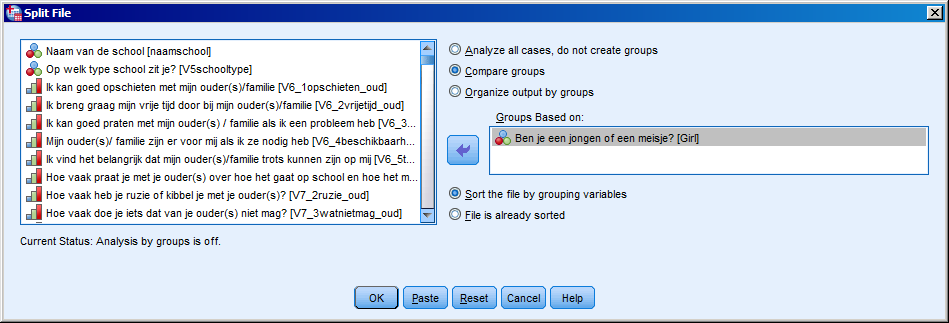 Split File
Naam van de school [naamschool]
Op welk type school zit je? [V5schooltype]
Ik kan goed opschieten met mijn ouder(s)/familie [V6_1opschieten_oud]
Ik breng graag mijn vrije tijd door bij mijn ouder(s)/familie [V6_2vrijetijd_oud]
Ik kan goed praten met mijn ouder(s) / familie als ik een probleem heb [V6_3...
Mijn ouder(s) / familie zijn er voor mij als ik ze nodig heb [V6_4beschikbaarh...
Ik vind het belangrijk dat mijn ouder(s)/familie trots kunnen zijn op mij [V6_5t...
Hoe vaak praat je met je ouder(s) over hoe het gaat op school en hoe het m...
Hoe vaak heb je ruzie of kibbel je met je ouder(s)? [V7_2ruzie_oud]
Hoe vaak doe je iets dat van je ouder(s) niet mag? [V7_3watnietmag_oud]
Analyze all cases, do not create groups
Compare groups
Organize output by groups
Groups Based on:
Ben je een jongen of een meisje? [Girl]
Sort the file by grouping variables
File is already sorted
Current Status: Analysis by groups is off.
OK Paste Reset Cancel Help